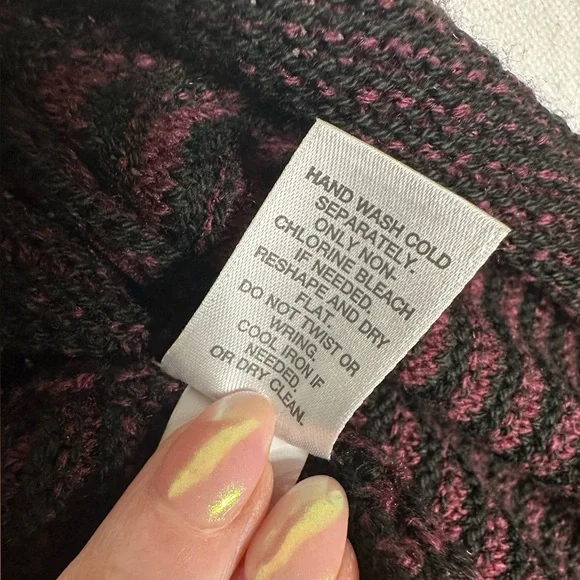 HAND WASH COLD
SEPARATELY.
ONLY NON-
CHLORINE BLEACH
IF NEEDED.
RESHAPE AND DRY
FLAT.
DO NOT TWIST OR
WRING.
COOL IRON IF
NEEDED.
OR DRY CLEAN.